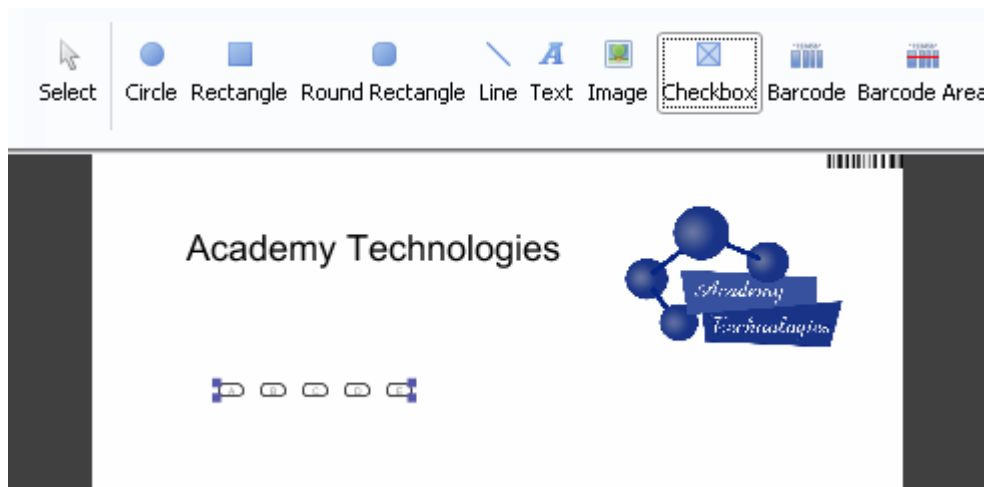 Select Circle Rectangle Round Rectangle Line Text Image Checkbox Barcode Barcode Area
Academy Technologies
Academy
Technologies
A B C D E